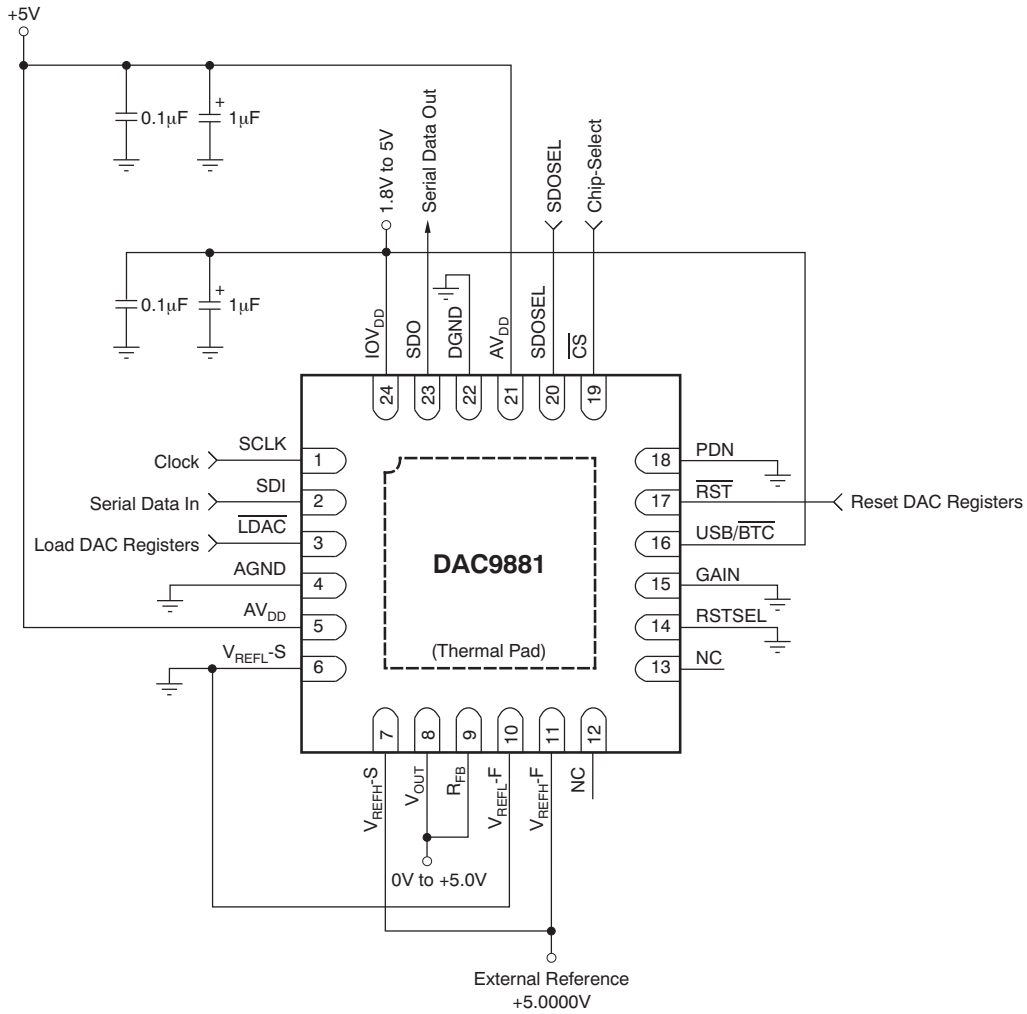 +5V
0.1μF
+
1μF
1.8V to 5V
Serial Data Out
SDOSEL
Chip-Select
0.1μF
+
1μF
IOVDD
SDO
DGND
AVDD
SDOSEL
C̅S̅
24
23
22
21
20
19
Clock
SCLK
1
Serial Data In
SDI
2
Load DAC Registers
L̅D̅A̅C̅
3
AGND
4
AVDD
5
VREFL-S
6
DAC9881
(Thermal Pad)
18
PDN
17
R̅S̅T̅
Reset DAC Registers
16
USB/B̅T̅C̅
15
GAIN
14
RSTSEL
13
NC
7
8
9
10
11
12
VREFH-S
VOUT
RFB
VREFL-F
VREFH-F
NC
0V to +5.0V
External Reference
+5.0000V